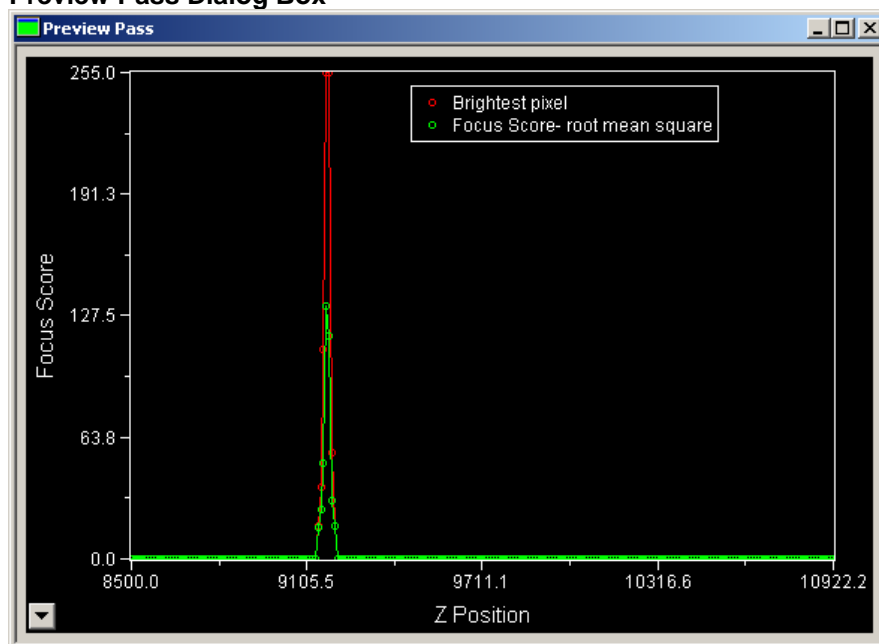 Preview Pass Dialog Box
Preview Pass
255.0
Brightest pixel
Focus Score- root mean square
191.3
127.5
63.8
0.0
Focus Score
8500.0 9105.5 9711.1 10316.6 10922.2
Z Position